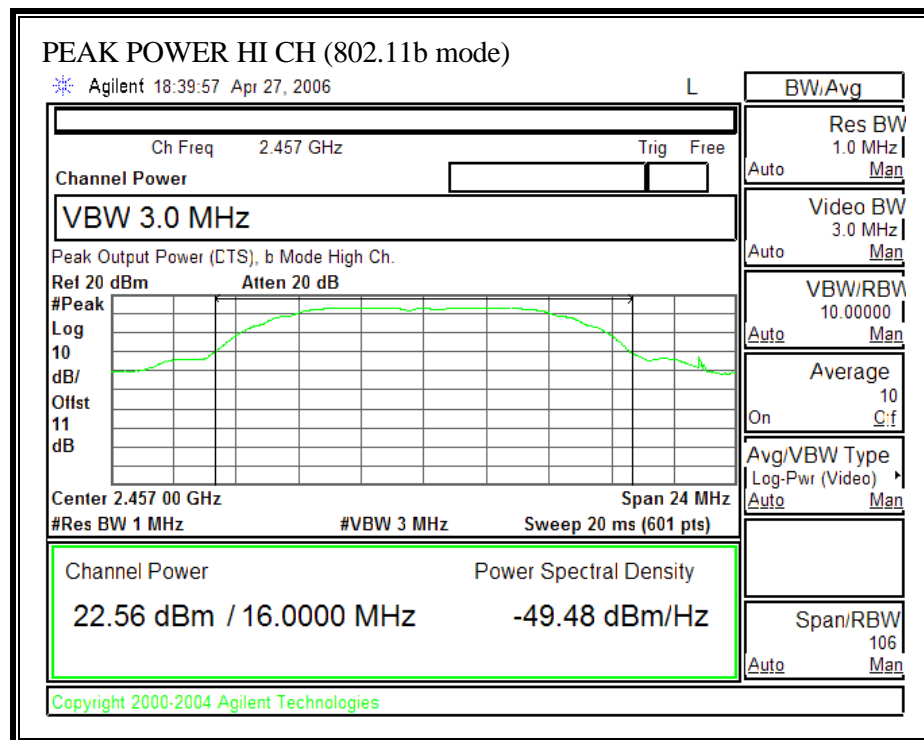 PEAK POWER HI CH (802.11b mode)
Agilent 18:39:57 Apr 27, 2006 L
BW/Avg
Ch Freq 2.457 GHz Trig Free
Channel Power
VBW 3.0 MHz
Peak Output Power (DTS), b Mode High Ch.
Ref 20 dBm Atten 20 dB
#Peak
Log
10
dB/
Offst
11
dB
Center 2.457 00 GHz Span 24 MHz
#Res BW 1 MHz #VBW 3 MHz Sweep 20 ms (601 pts)
Channel Power Power Spectral Density
22.56 dBm / 16.0000 MHz -49.48 dBm/Hz
Copyright 2000-2004 Agilent Technologies
Res BW
1.0 MHz
Auto Man
Video BW
3.0 MHz
Auto Man
VBW/RBW
10.00000
Auto Man
Average
10
On Off
Avg/VBW Type
Log-Pwr (Video)
Auto Man
Span/RBW
106
Auto Man